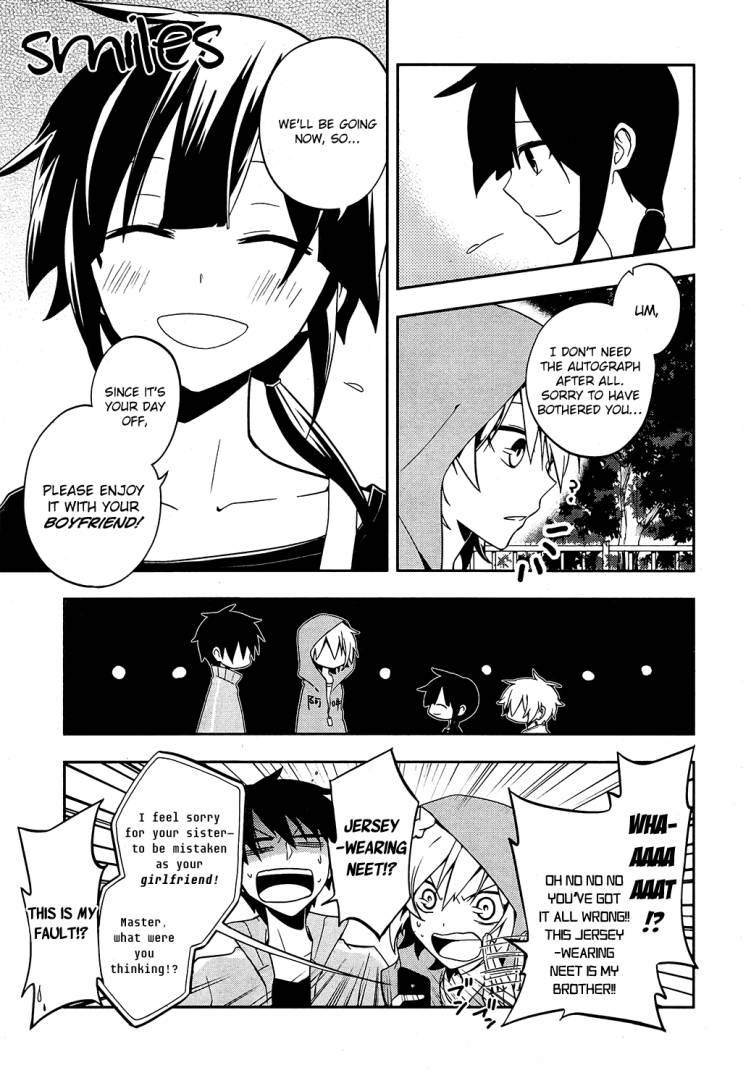 UM,
I DON'T NEED
THE AUTOGRAPH
AFTER ALL.
SORRY TO HAVE
BOTHERED YOU...
?
smiles
WE'LL BE GOING
NOW, SO...
SINCE IT'S
YOUR DAY
OFF,
PLEASE ENJOY
IT WITH YOUR
BOYFRIEND!
WHA-
AAAA
AAAT
!?
OH NO NO NO
YOU'VE GOT
IT ALL WRONG!!
THIS JERSEY
-WEARING
NEET IS MY
BROTHER!!
JERSEY
-WEARING
NEET!?
I feel sorry
for your sister—
to be mistaken
as your
girlfriend!
Master,
what were
you
thinking!?
THIS IS MY
FAULT!?